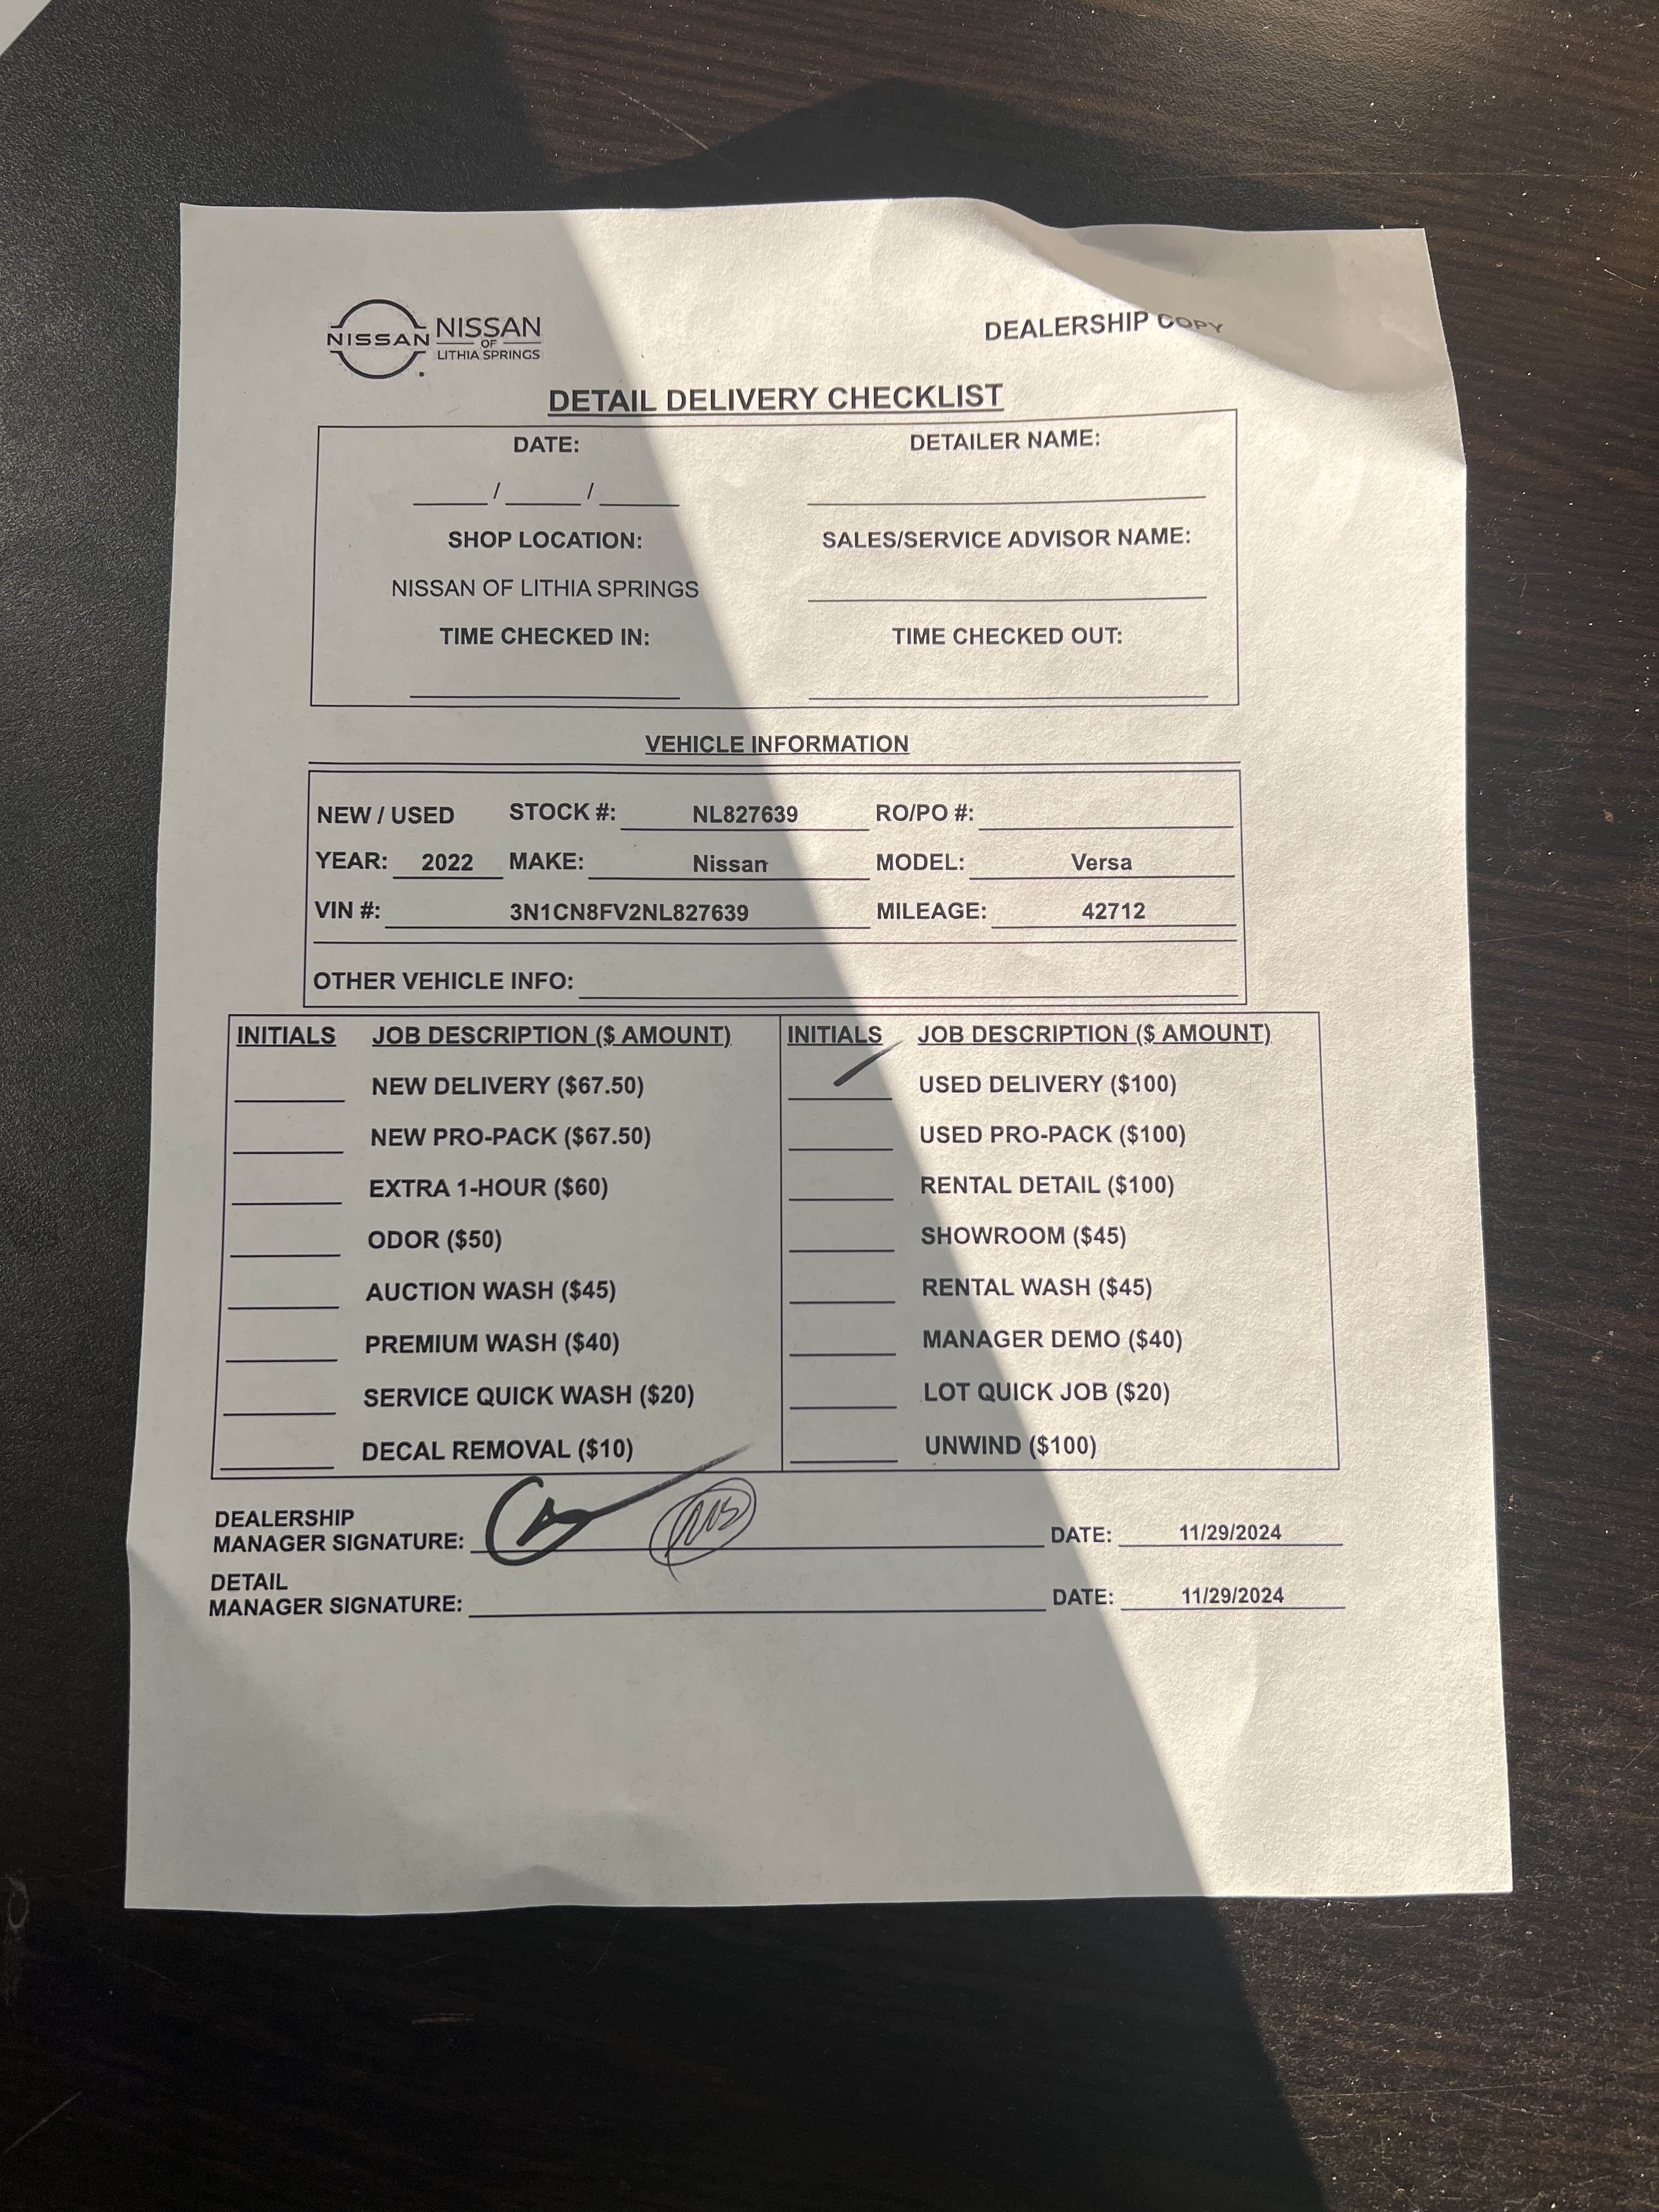 NISSAN NISSAN
OF
LITHIA SPRINGS
DEALERSHIP COPY
DETAIL DELIVERY CHECKLIST
DATE: DETAILER NAME:
/ /
SHOP LOCATION: SALES/SERVICE ADVISOR NAME:
NISSAN OF LITHIA SPRINGS
TIME CHECKED IN: TIME CHECKED OUT:
VEHICLE INFORMATION
NEW / USED STOCK #: NL827639 RO/PO #:
YEAR: 2022 MAKE: Nissan MODEL: Versa
VIN #: 3N1CN8FV2NL827639 MILEAGE: 42712
OTHER VEHICLE INFO:
INITIALS JOB DESCRIPTION ($ AMOUNT) INITIALS JOB DESCRIPTION ($ AMOUNT)
NEW DELIVERY ($67.50) USED DELIVERY ($100)
NEW PRO-PACK ($67.50) USED PRO-PACK ($100)
EXTRA 1-HOUR ($60) RENTAL DETAIL ($100)
ODOR ($50) SHOWROOM ($45)
AUCTION WASH ($45) RENTAL WASH ($45)
PREMIUM WASH ($40) MANAGER DEMO ($40)
SERVICE QUICK WASH ($20) LOT QUICK JOB ($20)
DECAL REMOVAL ($10) UNWIND ($100)
DEALERSHIP
MANAGER SIGNATURE: DATE: 11/29/2024
DETAIL
MANAGER SIGNATURE: DATE: 11/29/2024